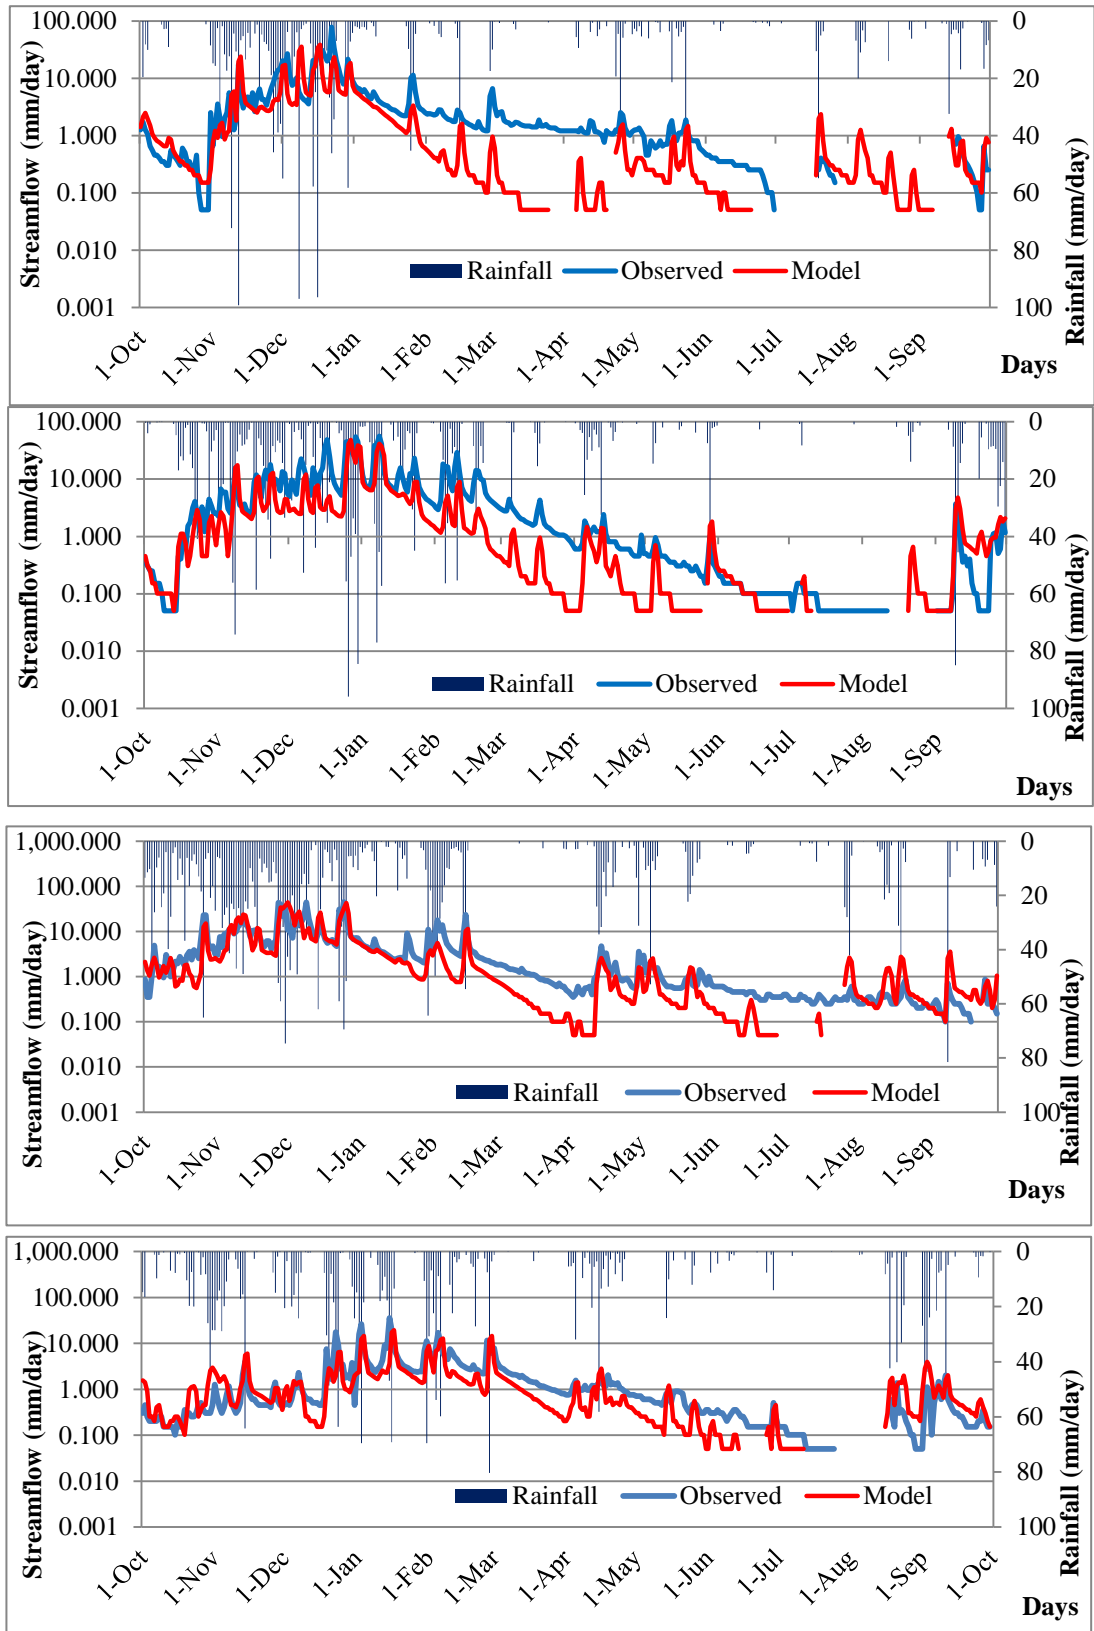 Streamflow (mm/day)
100.000
10.000
1.000
0.100
0.010
0.001
0
20
40
60
80
100
Rainfall (mm/day)
Rainfall
Observed
Model
1-Oct
1-Nov
1-Dec
1-Jan
1-Feb
1-Mar
1-Apr
1-May
1-Jun
1-Jul
1-Aug
1-Sep
Days
Streamflow (mm/day)
100.000
10.000
1.000
0.100
0.010
0.001
0
20
40
60
80
100
Rainfall (mm/day)
Rainfall
Observed
Model
1-Oct
1-Nov
1-Dec
1-Jan
1-Feb
1-Mar
1-Apr
1-May
1-Jun
1-Jul
1-Aug
1-Sep
Days
Streamflow (mm/day)
1,000.000
100.000
10.000
1.000
0.100
0.010
0.001
0
20
40
60
80
100
Rainfall (mm/day)
Rainfall
Observed
Model
1-Oct
1-Nov
1-Dec
1-Jan
1-Feb
1-Mar
1-Apr
1-May
1-Jun
1-Jul
1-Aug
1-Sep
Days
Streamflow (mm/day)
1,000.000
100.000
10.000
1.000
0.100
0.010
0.001
0
20
40
60
80
100
Rainfall (mm/day)
Rainfall
Observed
Model
1-Oct
1-Nov
1-Dec
1-Jan
1-Feb
1-Mar
1-Apr
1-May
1-Jun
1-Jul
1-Aug
1-Sep
1-Oct
Days